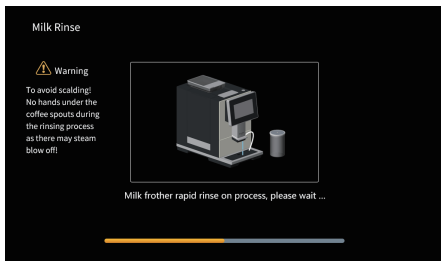 Milk Rinse
Warning
To avoid scalding!
No hands under the
coffee spouts during
the rinsing process
as there may steam
blow off!
Milk frother rapid rinse on process, please wait ...